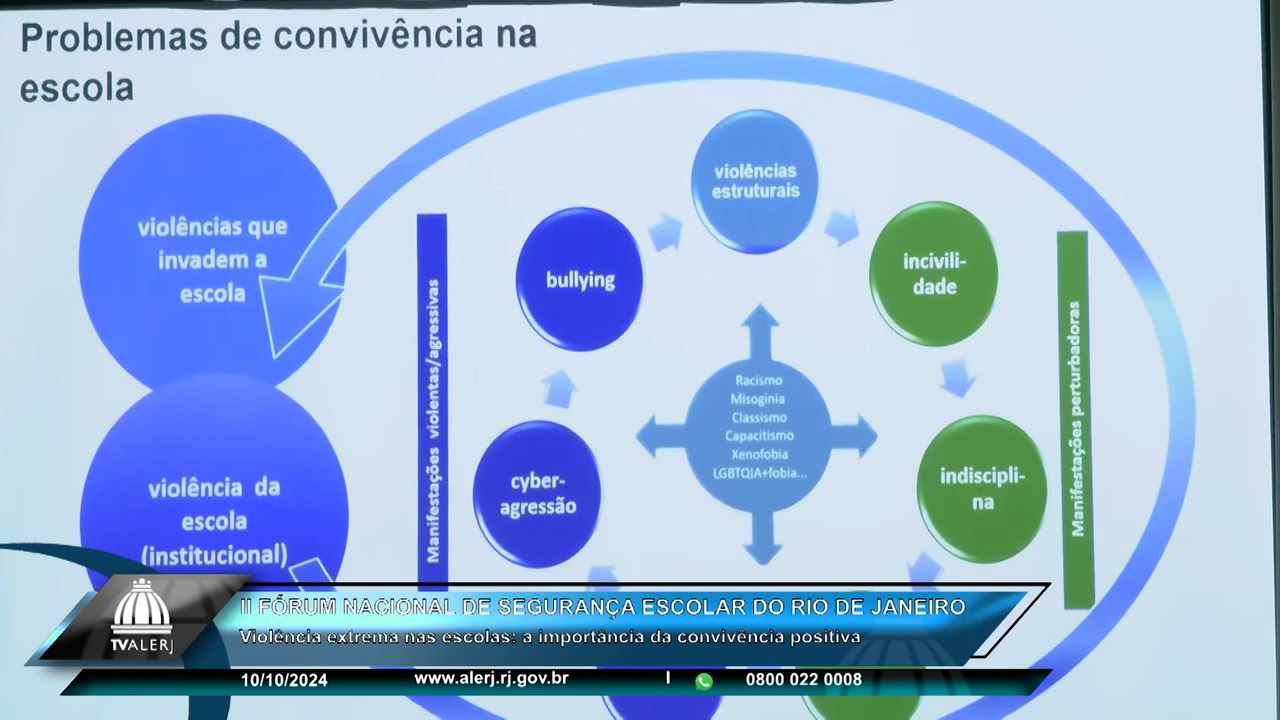 Problemas de convivência na
escola
violências que
invadem a
escola
violência da
escola
(institucional)
Manifestações violentas/agressivas
bullying
cyber-
agressão
violências
estruturais
Racismo
Misoginia
Classismo
Capacitismo
Xenofobia
LGBTQIA+fobia...
incivili-
dade
indiscipli-
na
Manifestações perturbadoras
II FÓRUM NACIONAL DE SEGURANÇA ESCOLAR DO RIO DE JANEIRO
Violência extrema nas escolas: a importância da convivência positiva
TVALERJ
10/10/2024 www.alerj.rj.gov.br | 0800 022 0008